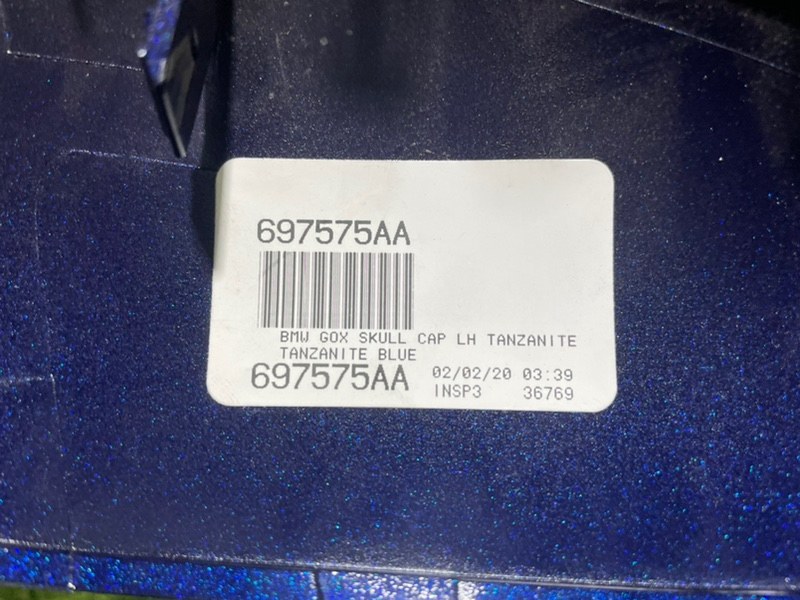 697575AA
BMW GOX SKULL CAP LH TANZANITE
TANZANITE BLUE
697575AA 02/02/20 03:39
INSP3 36769